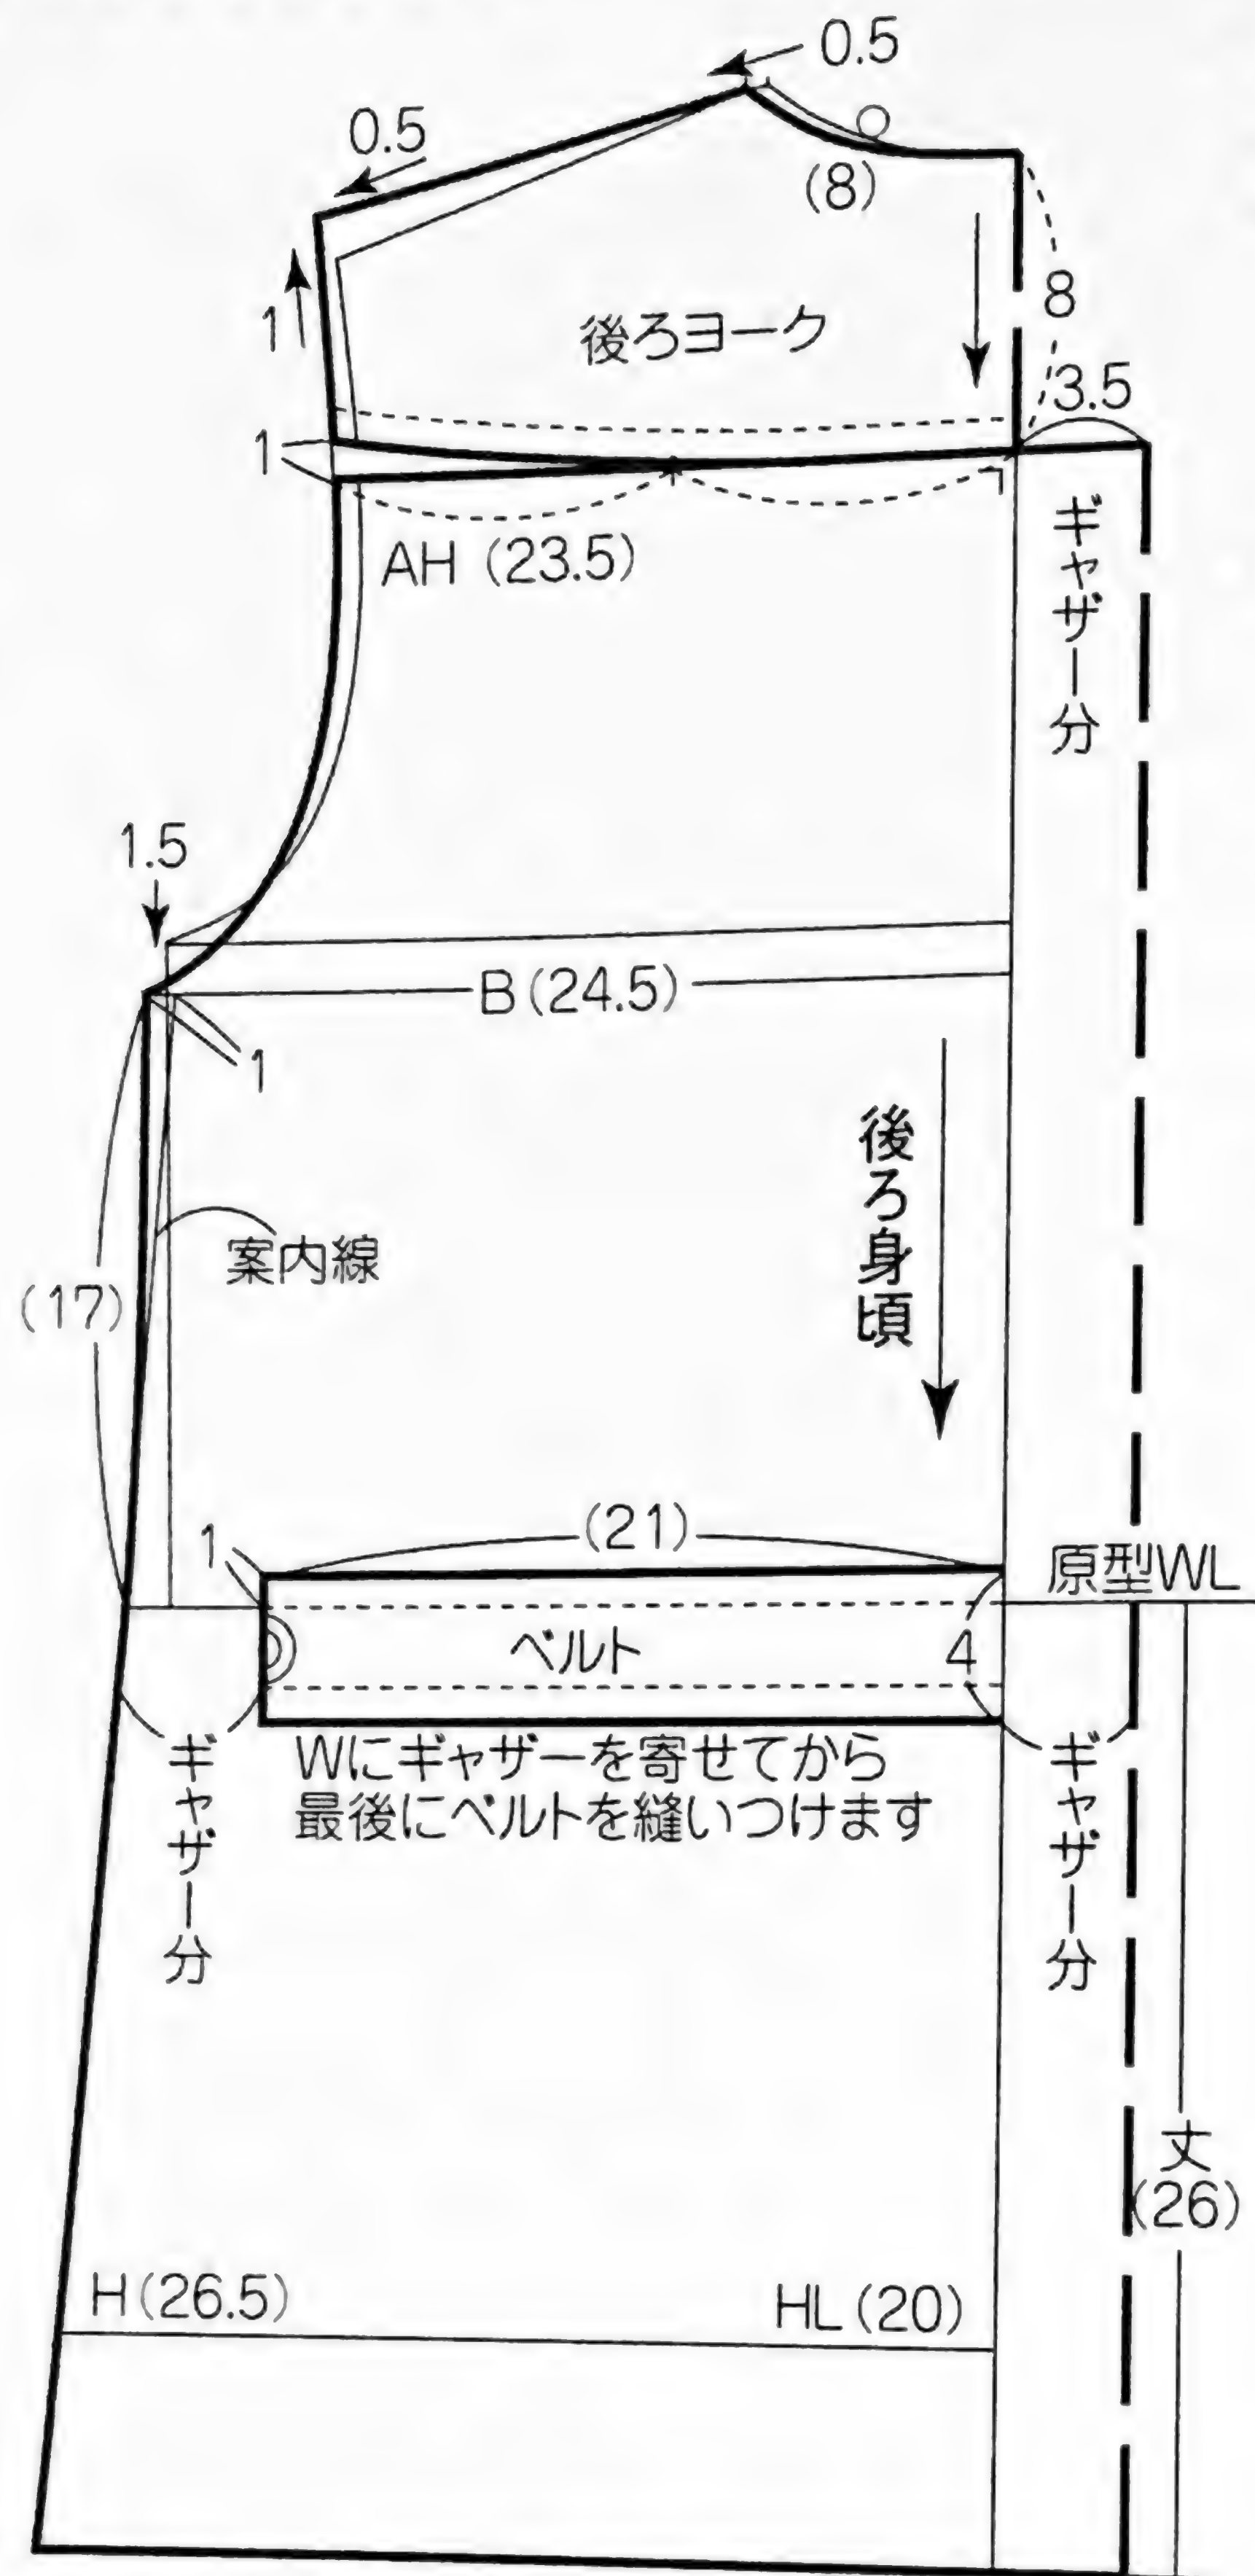 0.5
0.5
(8)
8
1
後ろヨーク
3.5
1
AH (23.5)
ギャザー分
1.5
B(24.5)
1
後ろ身頃
案内線
(17)
(21)
1
原型WL
ベルト
4
ギャザー分
Wにギャザーを寄せてから
最後にベルトを縫いつけます
ギャザー分
丈
(26)
H(26.5)
HL(20)